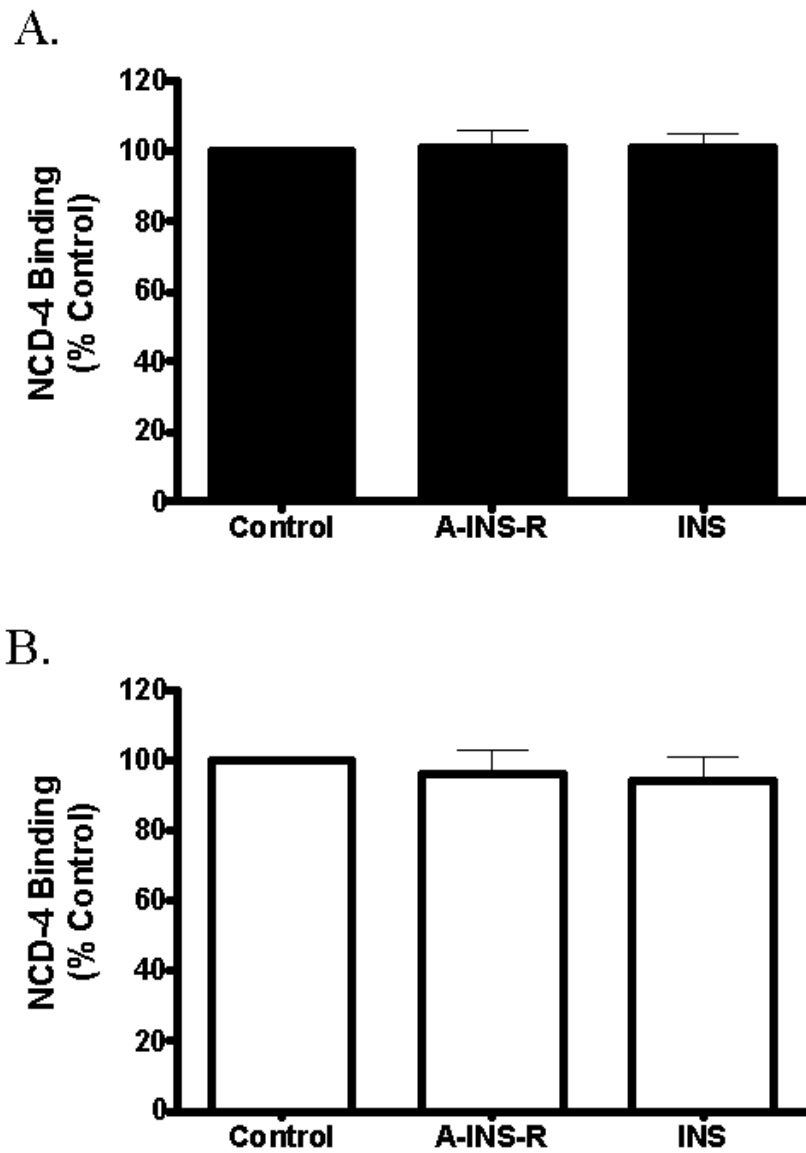 A.
NCD-4 Binding
(% Control)
120
100
80
60
40
20
0
Control A-INS-R INS
B.
NCD-4 Binding
(% Control)
120
100
80
60
40
20
0
Control A-INS-R INS